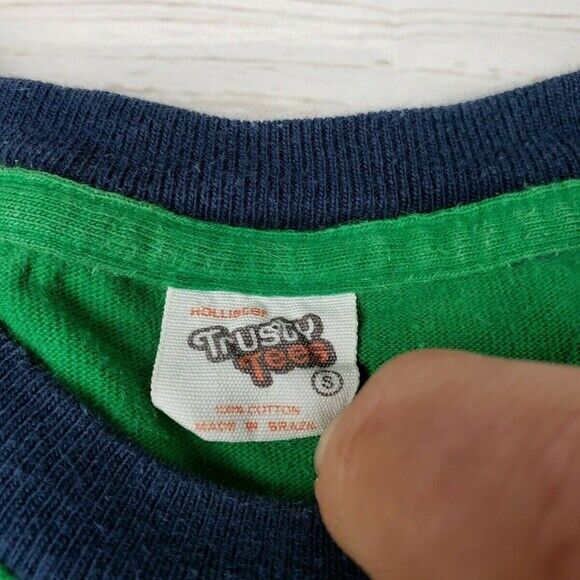 HOLLISTER
Trusty
Tees
S
100% COTTON
MADE IN BRAZIL